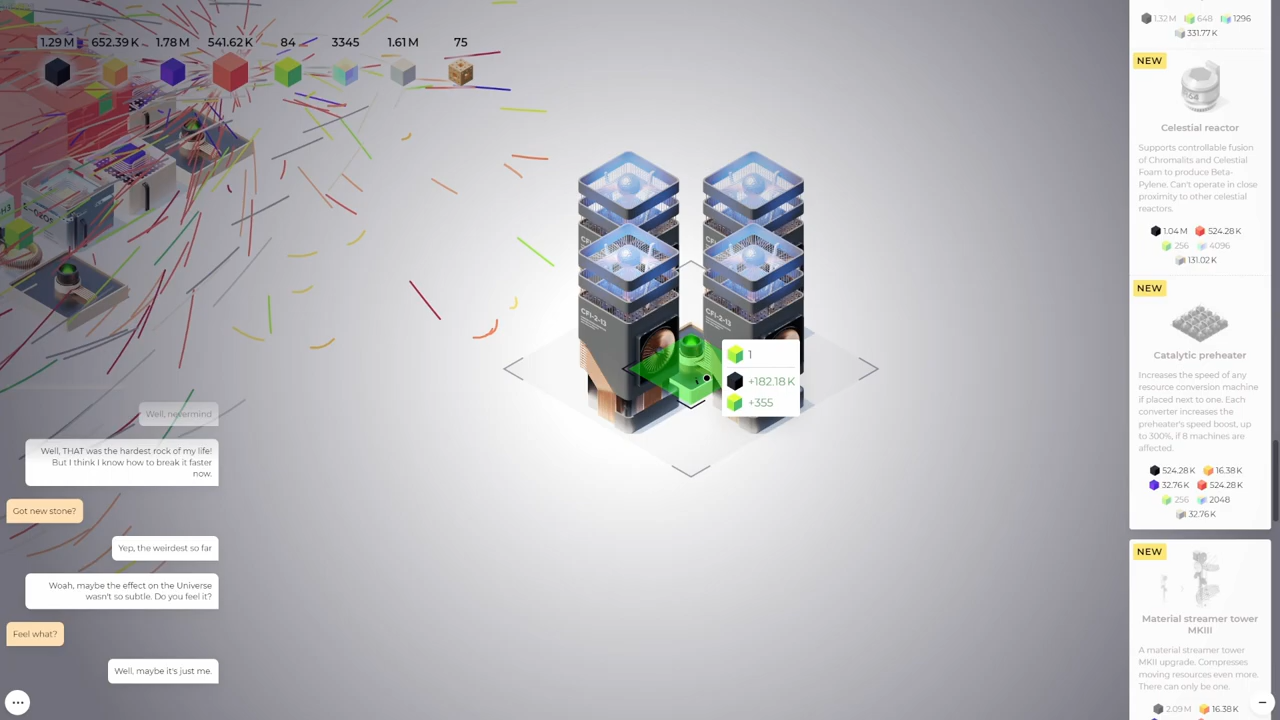 1.29 M 652.39 K 1.78 M 541.62 K 84 3345 1.61 M 75
1.32 M 648 1296
331.77 K
NEW
Celestial reactor
Supports controllable fusion
of Chromalits and Celestial
Foam to produce Beta-
Pylene. Can't operate in close
proximity to other celestial
reactors.
1.04 M 524.28 K
256 4096
131.02 K
NEW
Catalytic preheater
Increases the speed of any
resource conversion machine
if placed next to one. Each
converter increases the
preheater's speed boost, up
to 300%, if 8 machines are
affected.
524.28 K 16.38 K
32.76 K 524.28 K
256 2048
32.76 K
NEW
Material streamer tower
MKIII
A material streamer tower
MKII upgrade. Compresses
moving resources even more.
There can only be one.
2.09 M 16.38 K
CFI-2-13
CFI-2-13
1
+182.18 K
+355
Well, nevermind
Well, THAT was the hardest rock of my life!
But I think I know how to break it faster
now.
Got new stone?
Yep, the weirdest so far
Woah, maybe the effect on the Universe
wasn't so subtle. Do you feel it?
Feel what?
Well, maybe it's just me.